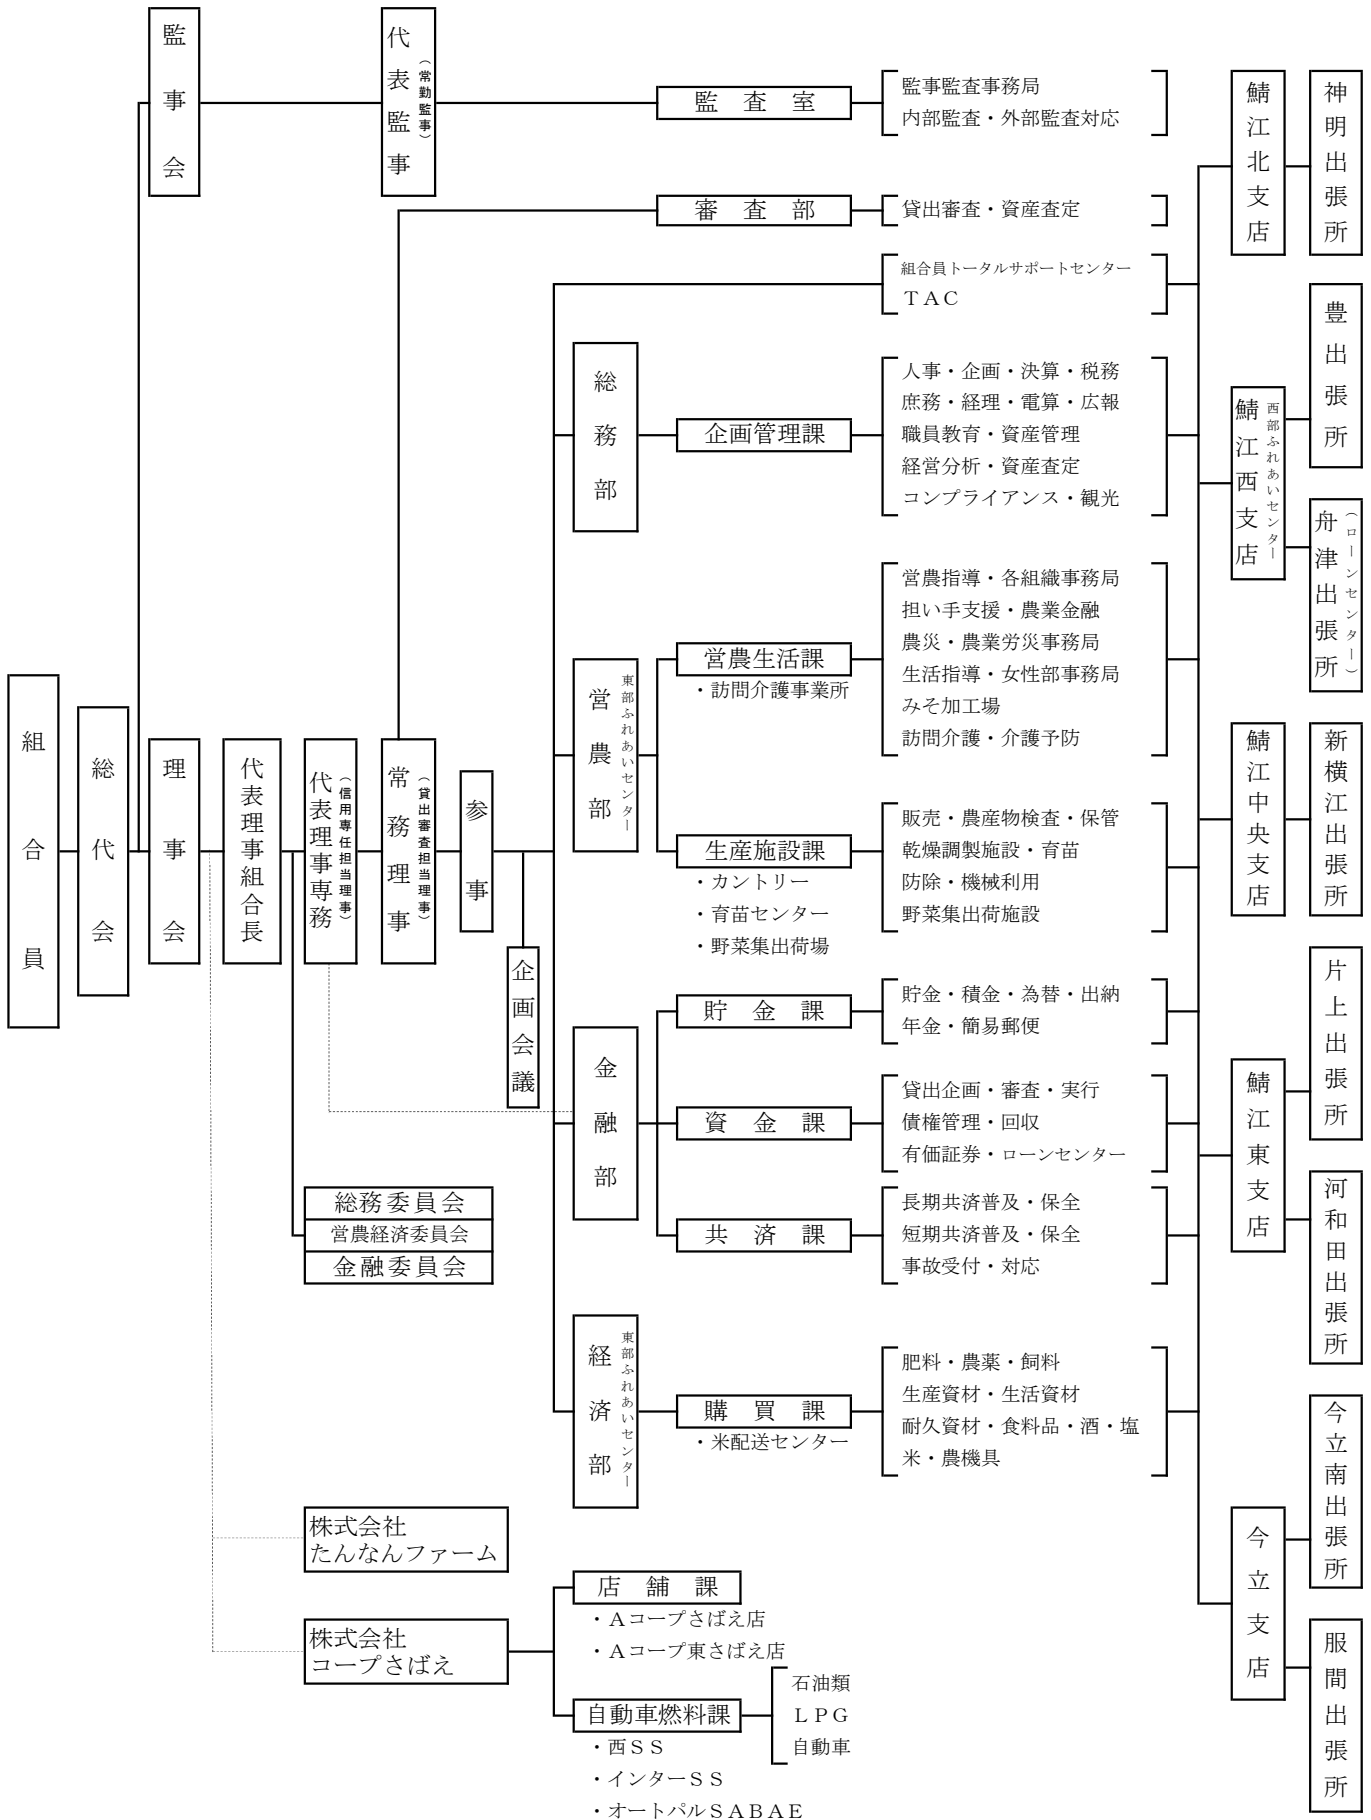 組合員
総代会
監事会
代表監事
（常勤監事）
監査室
監事監査事務局
内部監査・外部監査対応
理事会
代表理事組合長
代表理事専務
（信用専任担当理事）
常務理事
（貸出審査担当理事）
参事
企画会議
総務委員会
営農経済委員会
金融委員会
審査部
貸出審査・資産査定
組合員トータルサポートセンター
ＴＡＣ
総務部
企画管理課
人事・企画・決算・税務
庶務・経理・電算・広報
職員教育・資産管理
経営分析・資産査定
コンプライアンス・観光
営農部
東部ふれあいセンター
営農生活課
・訪問介護事業所
営農指導・各組織事務局
担い手支援・農業金融
農災・農業労災事務局
生活指導・女性部事務局
みそ加工場
訪問介護・介護予防
生産施設課
・カントリー
・育苗センター
・野菜集出荷場
販売・農産物検査・保管
乾燥調製施設・育苗
防除・機械利用
野菜集出荷施設
金融部
貯金課
貯金・積金・為替・出納
年金・簡易郵便
資金課
貸出企画・審査・実行
債権管理・回収
有価証券・ローンセンター
共済課
長期共済普及・保全
短期共済普及・保全
事故受付・対応
経済部
東部ふれあいセンター
購買課
・米配送センター
肥料・農薬・飼料
生産資材・生活資材
耐久資材・食料品・酒・塩
米・農機具
株式会社
たんなんファーム
株式会社
コープさばえ
店舗課
・Ａコープさばえ店
・Ａコープ東さばえ店
自動車燃料課
・西ＳＳ
・インターＳＳ
・オートパルＳＡＢＡＥ
石油類
ＬＰＧ
自動車
鯖江北支店
神明出張所
鯖江西支店
西部ふれあいセンター
豊出張所
舟津出張所
（ローンセンター）
鯖江中央支店
新横江出張所
鯖江東支店
片上出張所
河和田出張所
今立支店
今立南出張所
服間出張所